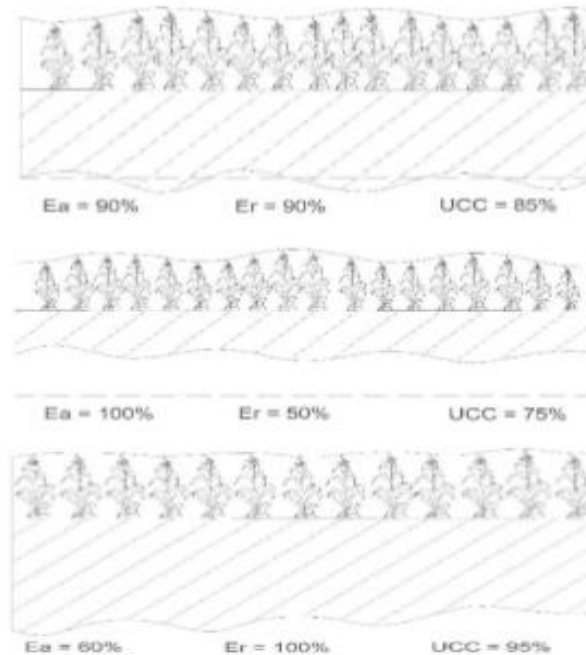 Ea = 90% Er = 90% UCC = 85%
Ea = 100% Er = 50% UCC = 75%
Ea = 60% Er = 100% UCC = 95%